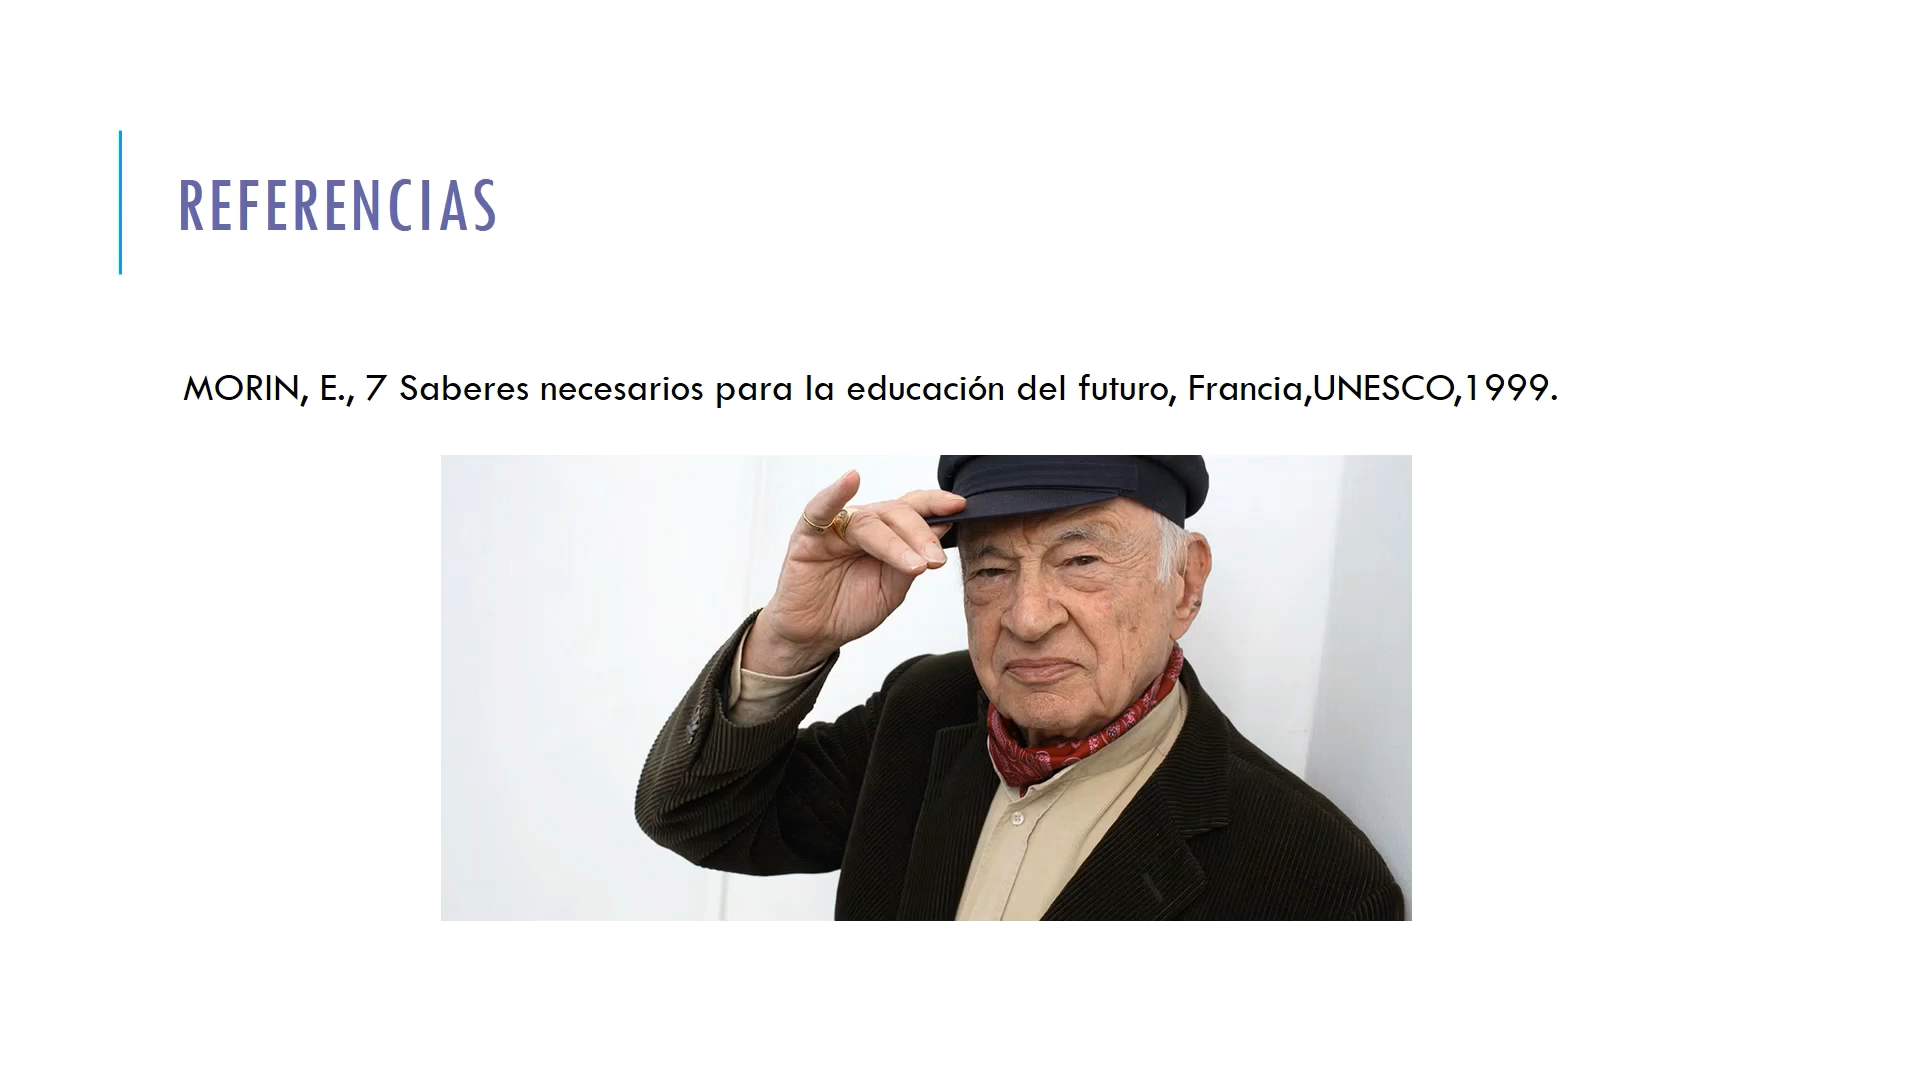 REFERENCIAS
MORIN, E., 7 Saberes necesarios para la educación del futuro, Francia,UNESCO,1999.